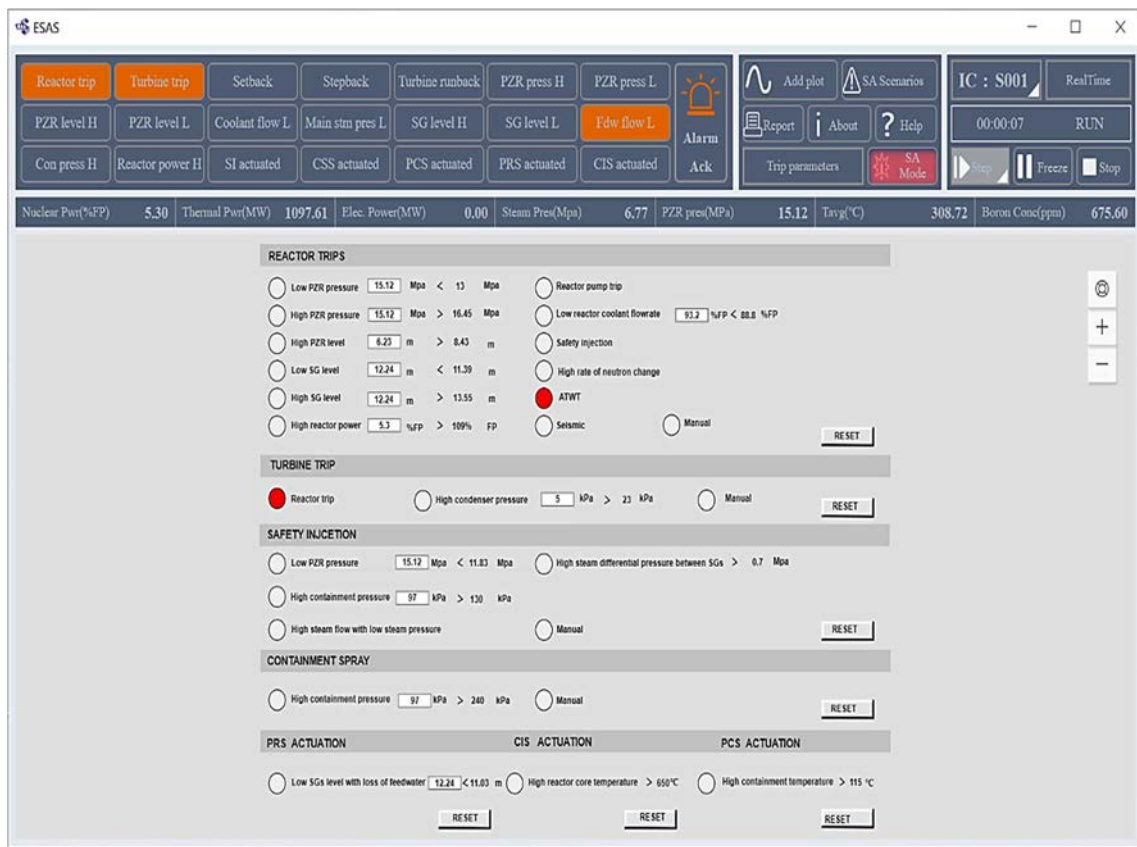 ESAS
Reactor trip Turbine trip Setback Stepback Turbine runback PZR press H PZR press L
PZR level H PZR level L Coolant flow L Main stm pres L SG level H SG level L Fdw flow L
Con press H Reactor power H SI actuated CSS actuated PCS actuated PRS actuated CIS actuated
Alarm
Ack
Add plot SA Scenarios
Report About Help
Trip parameters SA
Mode
IC : S001 RealTime
00:00:07 RUN
Step Freeze Stop
Nuclear Pwr(%FP) 5.30 Thermal Pwr(MW) 1097.61 Elec. Power(MW) 0.00 Steam Pres(Mpa) 6.77 PZR pres(MPa) 15.12 Tavg(°C) 308.72 Boron Conc(ppm) 675.60
REACTOR TRIPS
Low PZR pressure 15.12 Mpa < 13 Mpa Reactor pump trip
High PZR pressure 15.12 Mpa > 16.45 Mpa Low reactor coolant flowrate 93.2 %FP < 88.8 %FP
High PZR level 6.23 m > 8.43 m Safety injection
Low SG level 12.24 m < 11.39 m High rate of neutron change
High SG level 12.24 m > 13.55 m ATWT
High reactor power 5.3 %FP > 109% FP Seismic Manual
RESET
TURBINE TRIP
Reactor trip High condenser pressure 5 kPa > 23 kPa Manual
RESET
SAFETY INJCETION
Low PZR pressure 15.12 Mpa < 11.83 Mpa High steam differential pressure between SGs > 0.7 Mpa
High containment pressure 97 kPa > 130 kPa
High steam flow with low steam pressure Manual RESET
CONTAINMENT SPRAY
High containment pressure 97 kPa > 240 kPa Manual
RESET
PRS ACTUATION CIS ACTUATION PCS ACTUATION
Low SGs level with loss of feedwater 12.24 < 11.03 m High reactor core temperature > 650°C High containment temperature > 115 °C
RESET RESET RESET